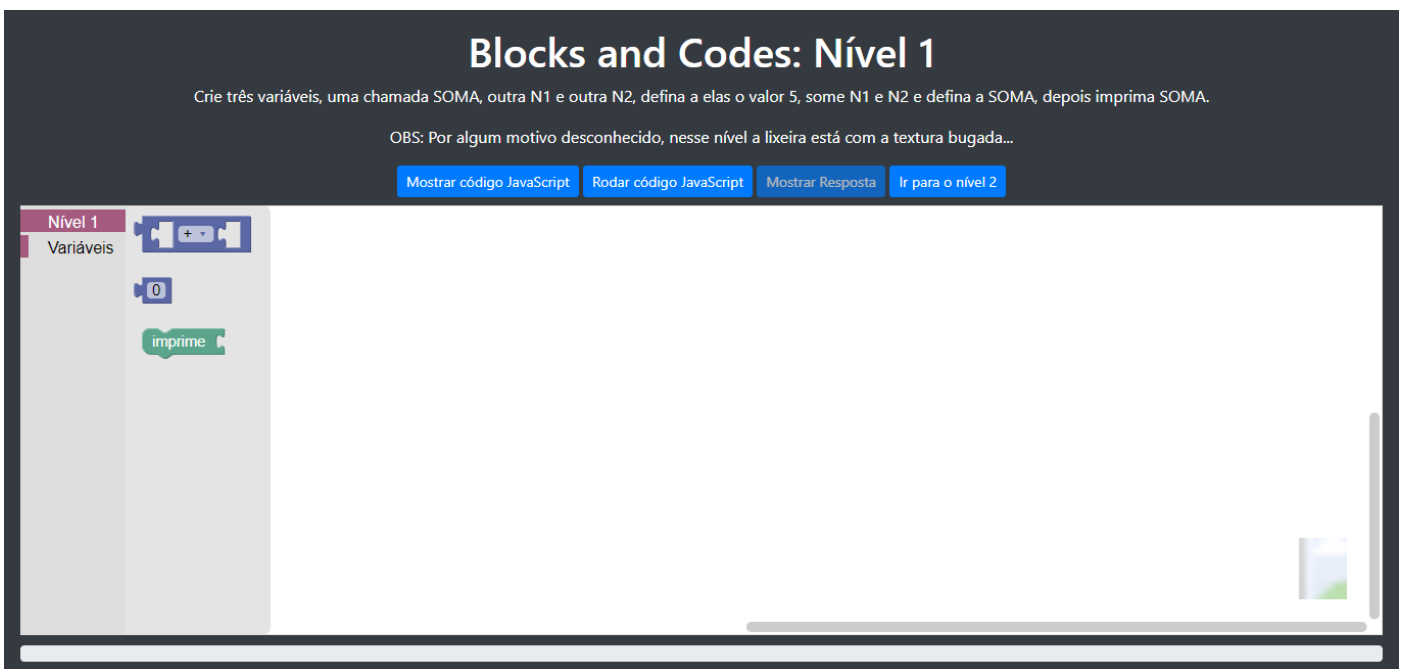 Blocks and Codes: Nível 1
Crie três variáveis, uma chamada SOMA, outra N1 e outra N2, defina a elas o valor 5, some N1 e N2 e defina a SOMA, depois imprima SOMA.
OBS: Por algum motivo desconhecido, nesse nível a lixeira está com a textura bugada...
Mostrar código JavaScript Rodar código JavaScript Mostrar Resposta Ir para o nível 2
Nível 1
Variáveis
+
0
imprime